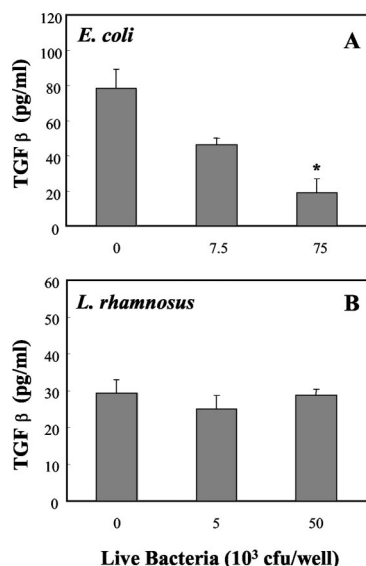 120
E. coli
A
100
80
60
40
20
0
TGF β (pg/ml)
*
0 7.5 75
60
L. rhamnosus
B
50
40
30
20
10
0
TGF β (pg/ml)
0 5 50
Live Bacteria (10³ cfu/well)